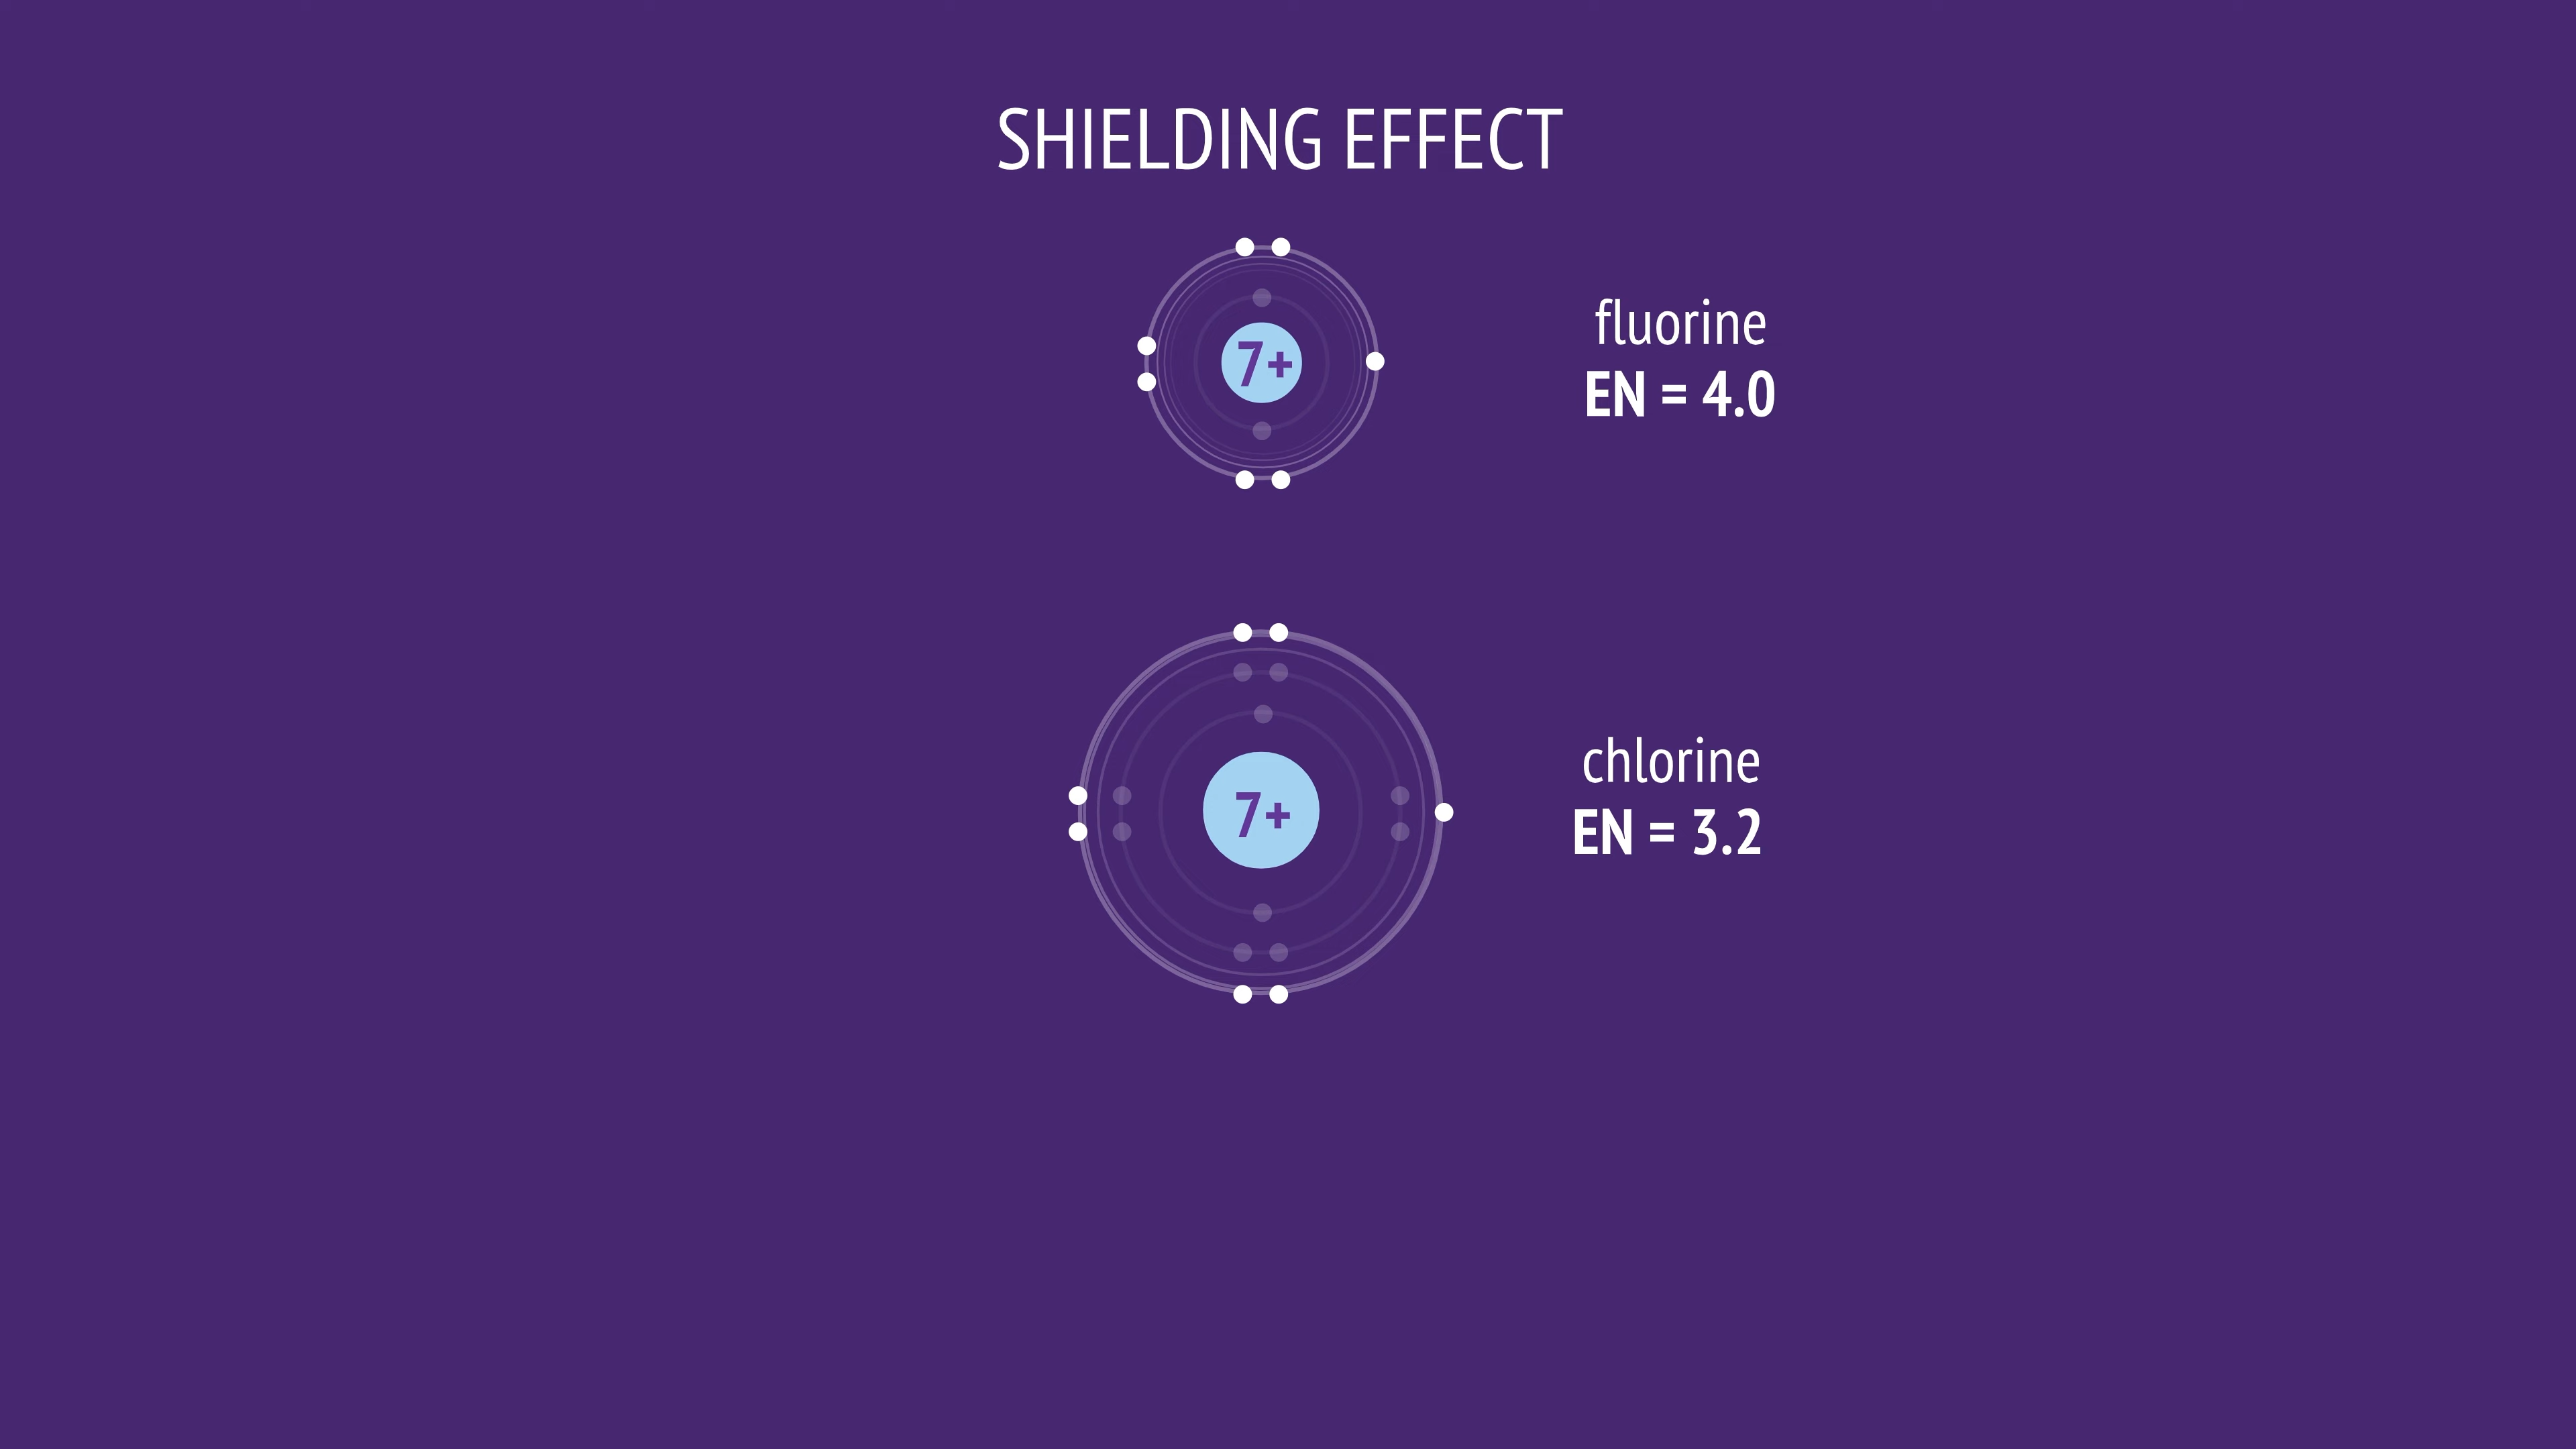 SHIELDING EFFECT
7+
fluorine
EN = 4.0
7+
chlorine
EN = 3.2